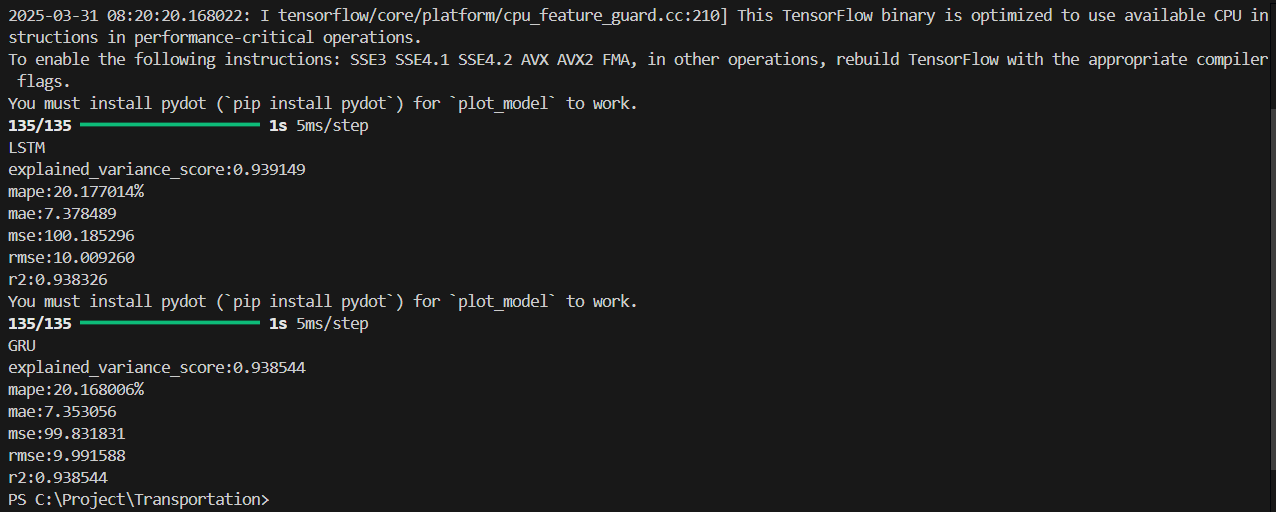 2025-03-31 08:20:20.168022: I tensorflow/core/platform/cpu_feature_guard.cc:210] This TensorFlow binary is optimized to use available CPU in
structions in performance-critical operations.
To enable the following instructions: SSE3 SSE4.1 SSE4.2 AVX AVX2 FMA, in other operations, rebuild TensorFlow with the appropriate compiler
 flags.
You must install pydot (`pip install pydot`) for `plot_model` to work.
135/135 ━━━━━━━━━━━━━━━━━━━━ 1s 5ms/step
LSTM
explained_variance_score:0.939149
mape:20.177014%
mae:7.378489
mse:100.185296
rmse:10.009260
r2:0.938326
You must install pydot (`pip install pydot`) for `plot_model` to work.
135/135 ━━━━━━━━━━━━━━━━━━━━ 1s 5ms/step
GRU
explained_variance_score:0.938544
mape:20.168006%
mae:7.353056
mse:99.831831
rmse:9.991588
r2:0.938544
PS C:\Project\Transportation>